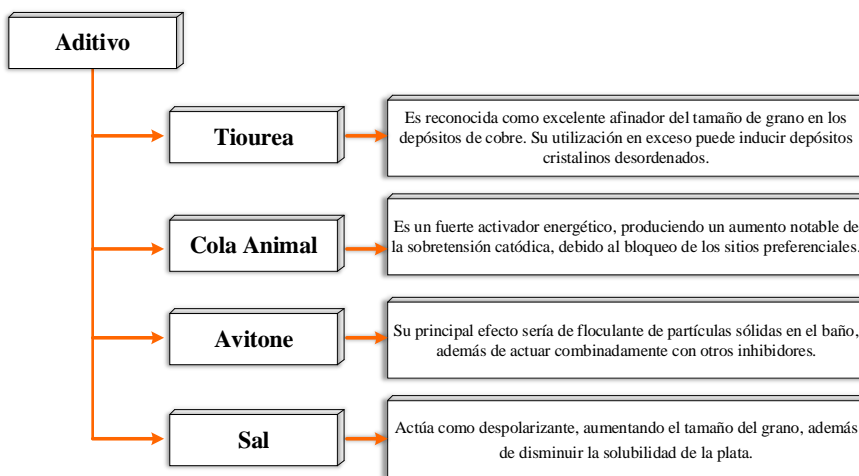 Aditivo
Tiourea
Es reconocida como excelente afinador del tamaño de grano en los
depósitos de cobre. Su utilización en exceso puede inducir depósitos
cristalinos desordenados.
Cola Animal
Es un fuerte activador energético, produciendo un aumento notable de
la sobretensión catódica, debido al bloqueo de los sitios preferenciales.
Avitone
Su principal efecto sería de floculante de partículas sólidas en el baño,
además de actuar combinadamente con otros inhibidores.
Sal
Actúa como despolarizante, aumentando el tamaño del grano, además
de disminuir la solubilidad de la plata.